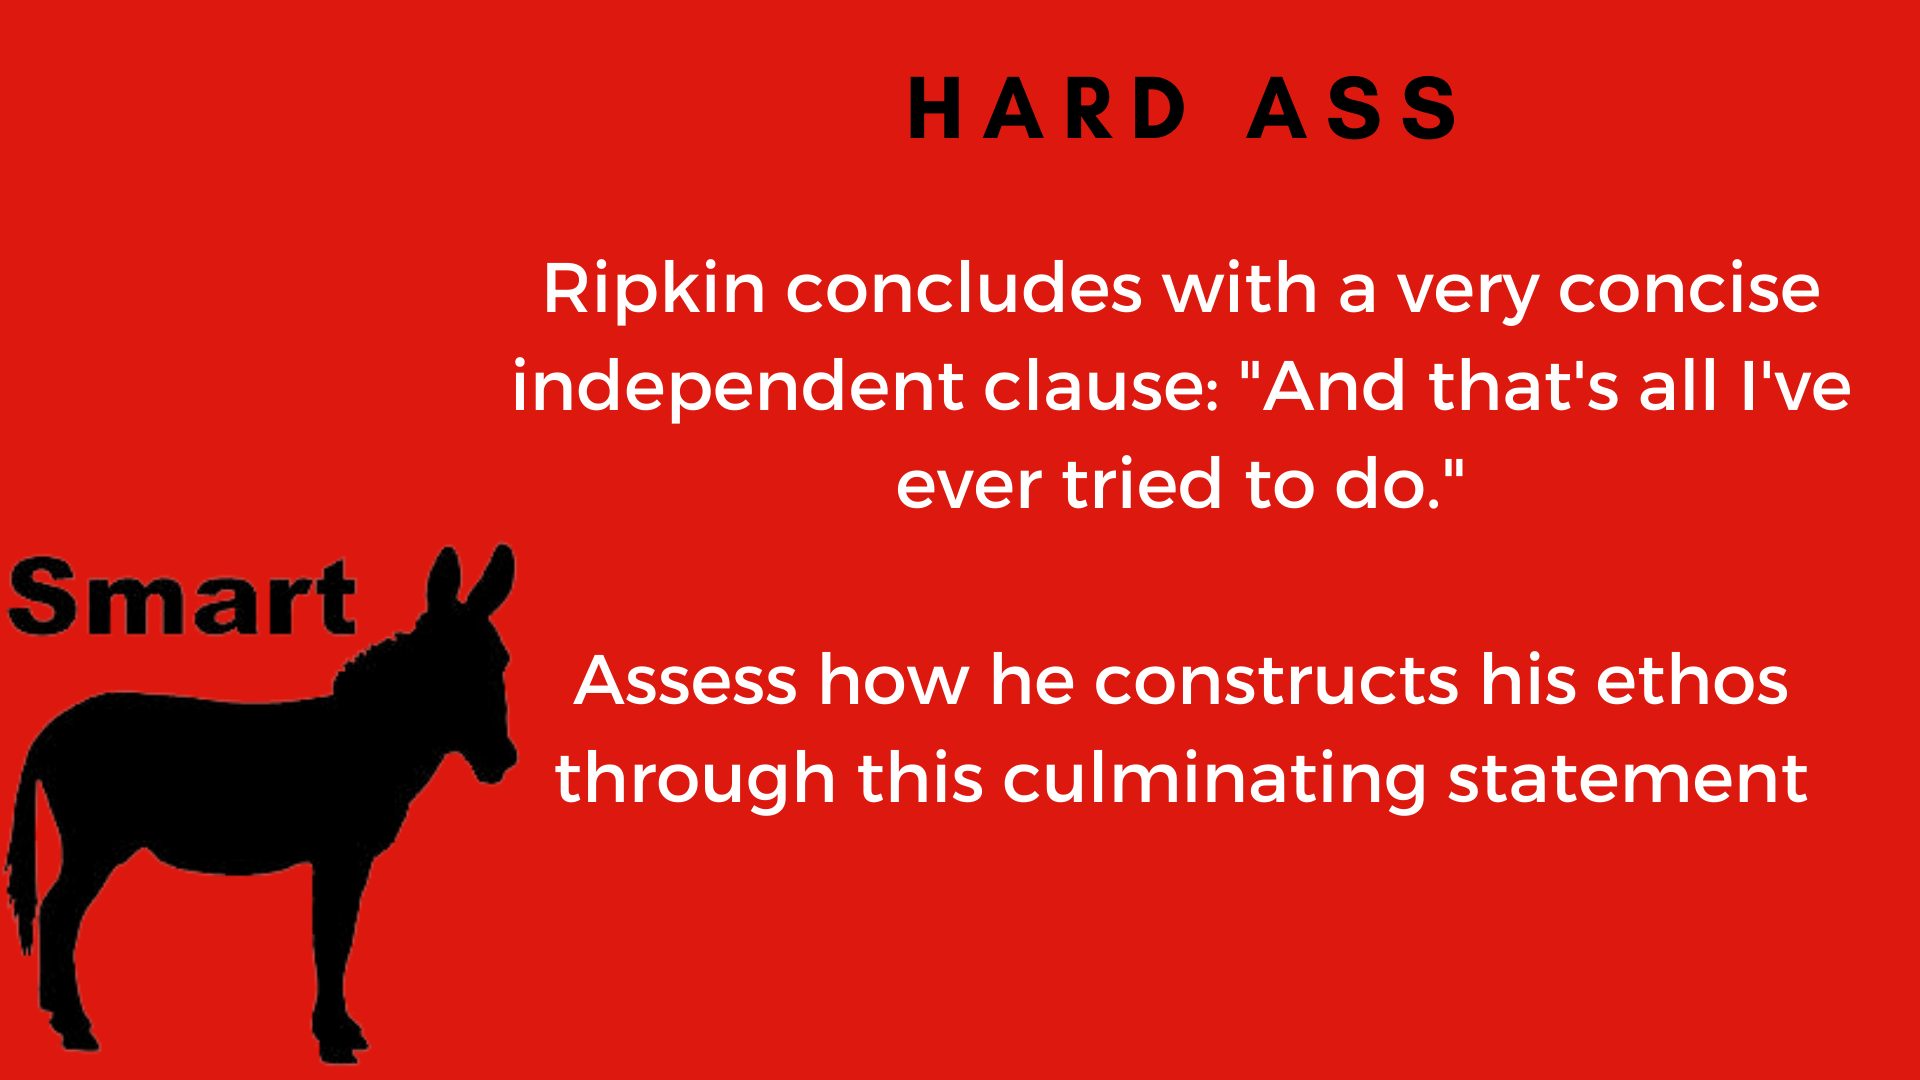 HARD ASS
Ripkin concludes with a very concise
independent clause: "And that's all I've
ever tried to do."
Smart
Assess how he constructs his ethos
through this culminating statement